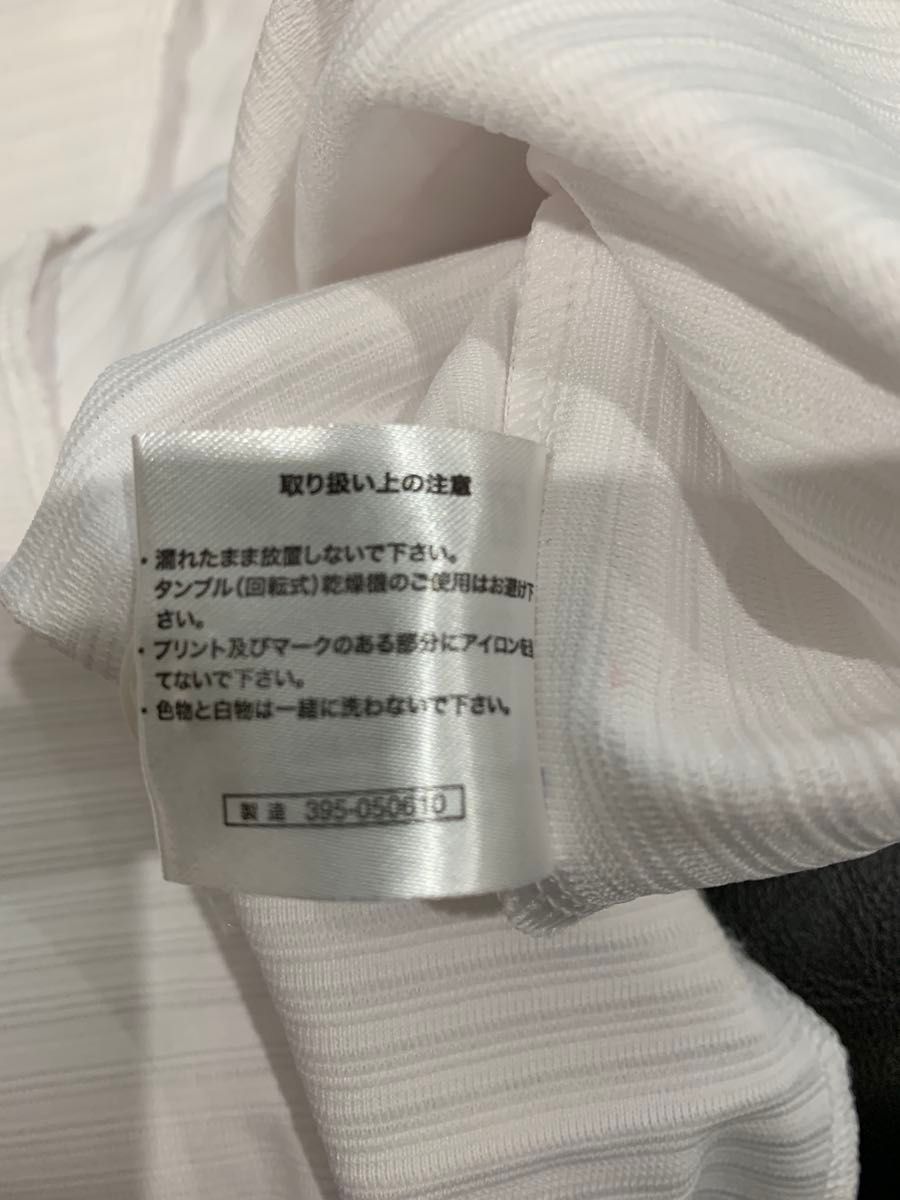 取り扱い上の注意
・濡れたまま放置しないで下さい。
タンブル(回転式)乾燥機のご使用はお避け下
さい。
・プリント及びマークのある部分にアイロンを
てないで下さい。
・色物と白物は一緒に洗わないで下さい。
製造 395-050610